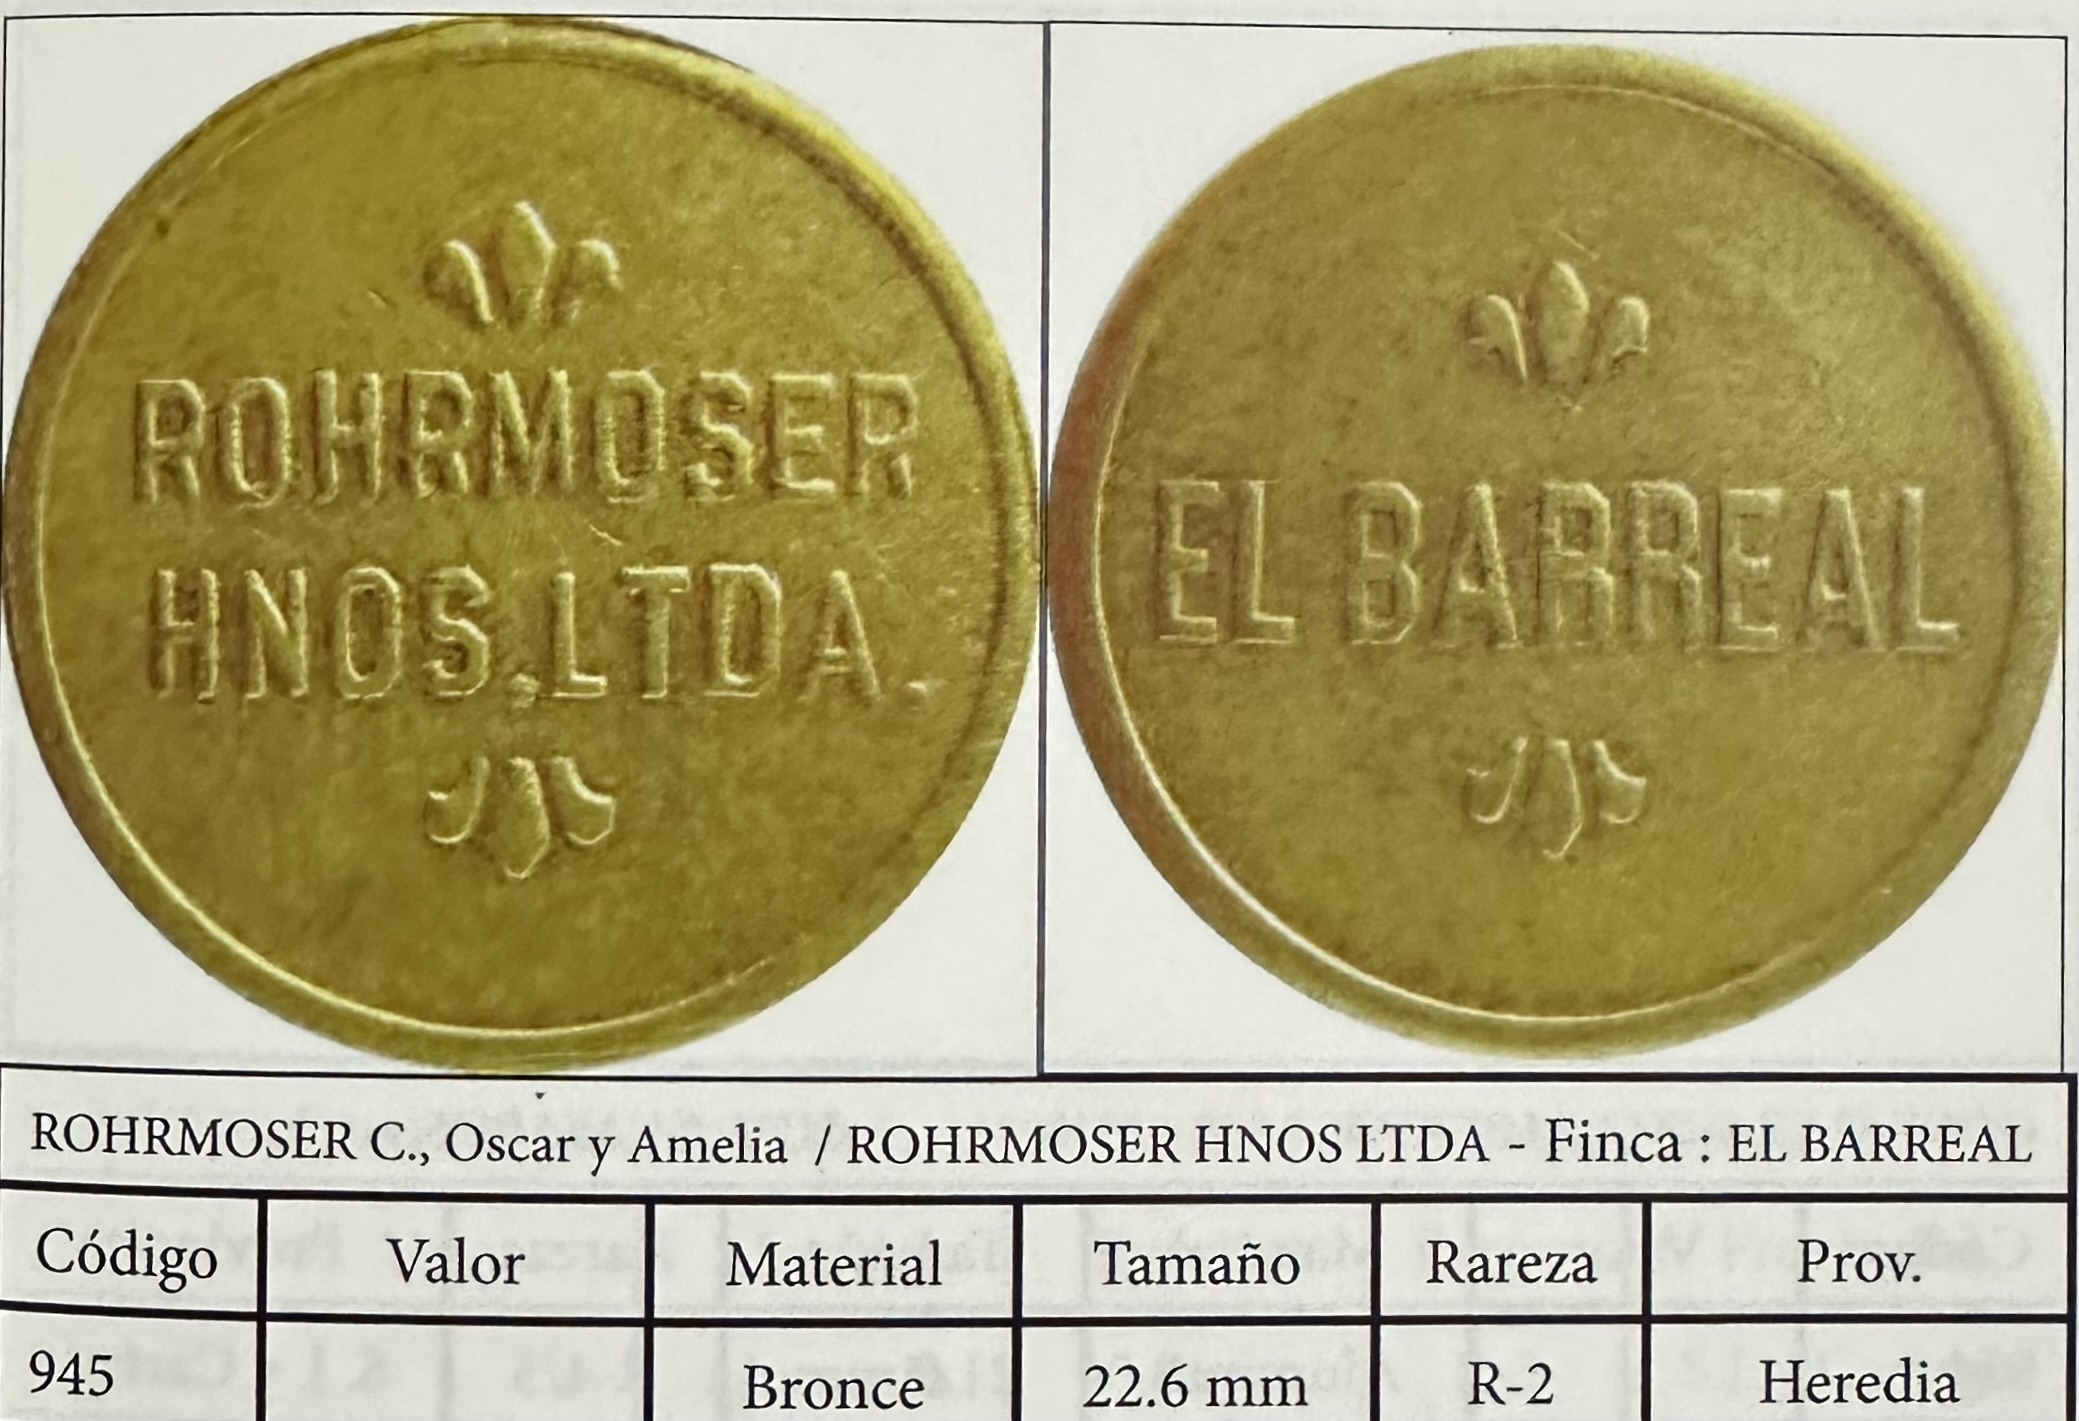 ROHRMOSER
HNOS.LTDA.
EL BARREAL
ROHRMOSER C., Oscar y Amelia / ROHRMOSER HNOS LTDA - Finca : EL BARREAL
Código Valor Material Tamaño Rareza Prov.
945 Bronce 22.6 mm R-2 Heredia